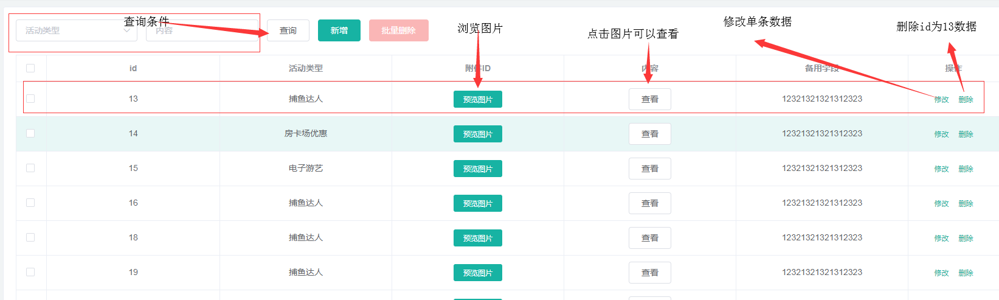 查询条件
活动类型 内容 查询 新增 批量删除 浏览图片 点击图片可以查看 修改单条数据 删除id为13数据
id 活动类型 附件ID 内容 备用字段 操作
13 捕鱼达人 预览图片 查看 12321321321312323 修改 删除
14 房卡场优惠 预览图片 查看 12321321321312323 修改 删除
15 电子游艺 预览图片 查看 12321321321312323 修改 删除
16 捕鱼达人 预览图片 查看 12321321321312323 修改 删除
18 捕鱼达人 预览图片 查看 12321321321312323 修改 删除
19 捕鱼达人 预览图片 查看 12321321321312323 修改 删除